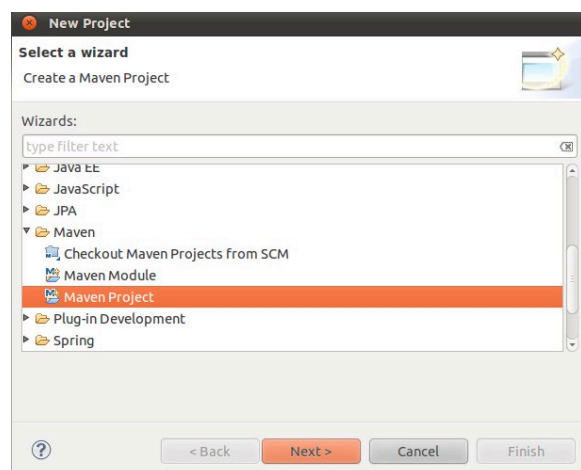 New Project
Select a wizard
Create a Maven Project
Wizards:
type filter text
Java EE
JavaScript
JPA
Maven
Checkout Maven Projects from SCM
Maven Module
Maven Project
Plug-in Development
Spring
? < Back Next > Cancel Finish